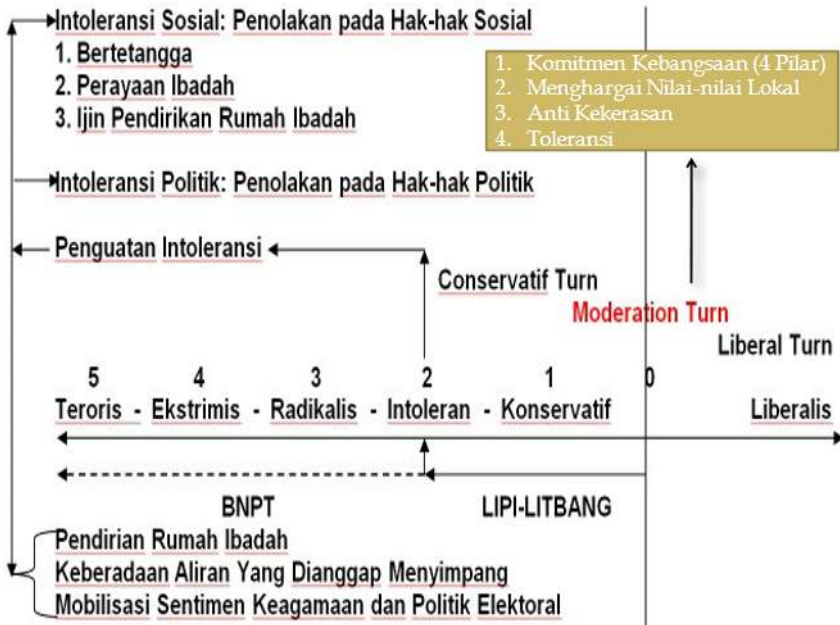 Intoleransi Sosial: Penolakan pada Hak-hak Sosial
1. Bertetangga
2. Perayaan Ibadah
3. Ijin Pendirikan Rumah Ibadah
1. Komitmen Kebangsaan (4 Pilar)
2. Menghargai Nilai-nilai Lokal
3. Anti Kekerasan
4. Toleransi
Intoleransi Politik: Penolakan pada Hak-hak Politik
Penguatan Intoleransi
Conservatif Turn
Moderation Turn
Liberal Turn
5 4 3 2 1 0
Teroris - Ekstrimis - Radikalis - Intoleran - Konservatif Liberalis
BNPT LIPI-LITBANG
Pendirian Rumah Ibadah
Keberadaan Aliran Yang Dianggap Menyimpang
Mobilisasi Sentimen Keagamaan dan Politik Elektoral